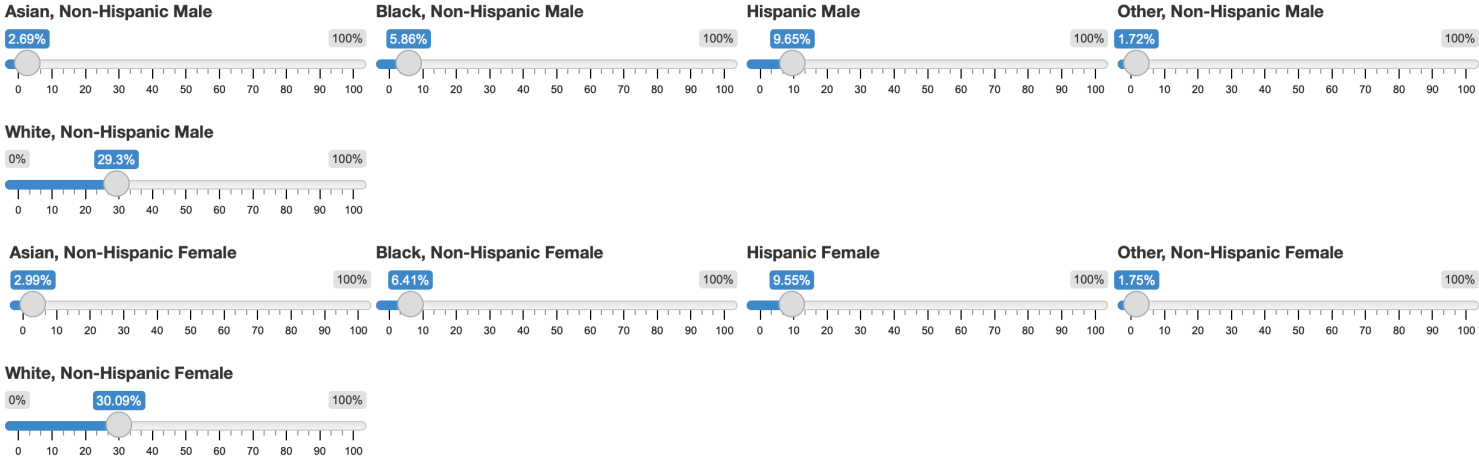 Asian, Non-Hispanic Male Black, Non-Hispanic Male Hispanic Male Other, Non-Hispanic Male
2.69% 100% 5.86% 100% 9.65% 100% 1.72% 100%
0 10 20 30 40 50 60 70 80 90 100 0 10 20 30 40 50 60 70 80 90 100 0 10 20 30 40 50 60 70 80 90 100 0 10 20 30 40 50 60 70 80 90 100
White, Non-Hispanic Male
0% 29.3% 100%
0 10 20 30 40 50 60 70 80 90 100
Asian, Non-Hispanic Female Black, Non-Hispanic Female Hispanic Female Other, Non-Hispanic Female
2.99% 100% 6.41% 100% 9.55% 100% 1.75% 100%
0 10 20 30 40 50 60 70 80 90 100 0 10 20 30 40 50 60 70 80 90 100 0 10 20 30 40 50 60 70 80 90 100 0 10 20 30 40 50 60 70 80 90 100
White, Non-Hispanic Female
0% 30.09% 100%
0 10 20 30 40 50 60 70 80 90 100